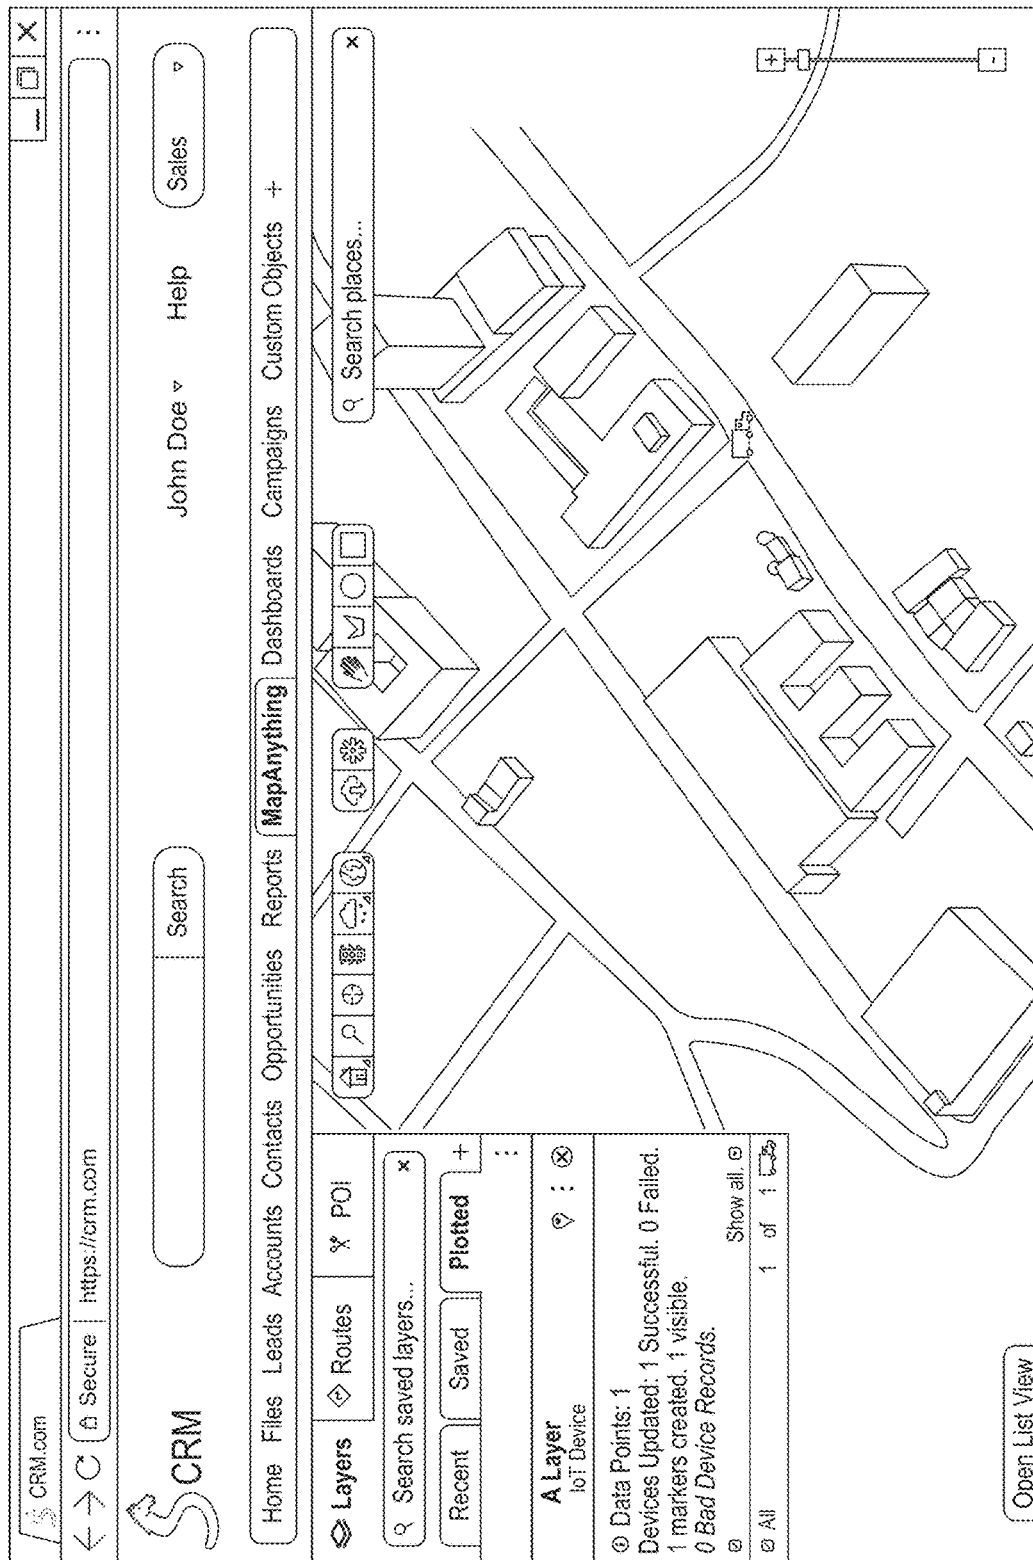 CRM.com
Secure | https://crm.com
CRM
Search
John Doe
Help
Sales
Home Files Leads Accounts Contacts Opportunities Reports MapAnything Dashboards Campaigns Custom Objects +
Layers Routes POI
Search places... x
Search saved layers... x
Recent Saved Plotted +
A Layer
IoT Device
Data Points: 1
Devices Updated: 1 Successful. 0 Failed.
1 markers created. 1 visible.
0 Bad Device Records.
Show all.
All 1 of 1
+
-
Open List View